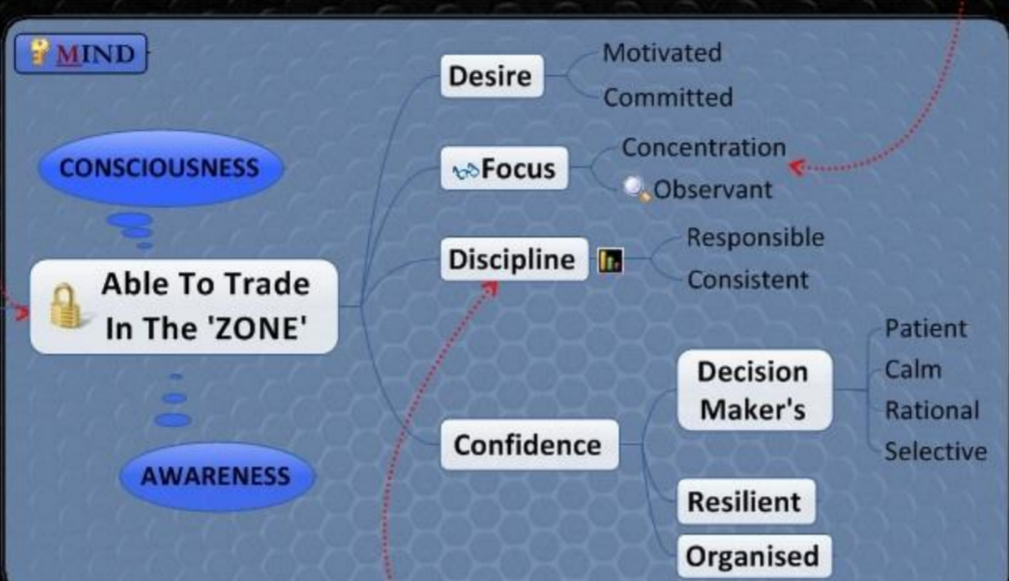 MIND
CONSCIOUSNESS
Able To Trade
In The 'ZONE'
AWARENESS
Desire
Motivated
Committed
Focus
Concentration
Observant
Discipline
Responsible
Consistent
Confidence
Decision
Maker's
Patient
Calm
Rational
Selective
Resilient
Organised